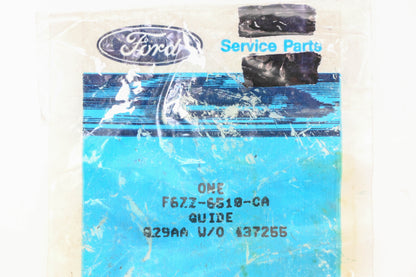 Ford
Service Parts
ONE
F6ZZ-6510-CA
GUIDE
Q29AA W/O 437255